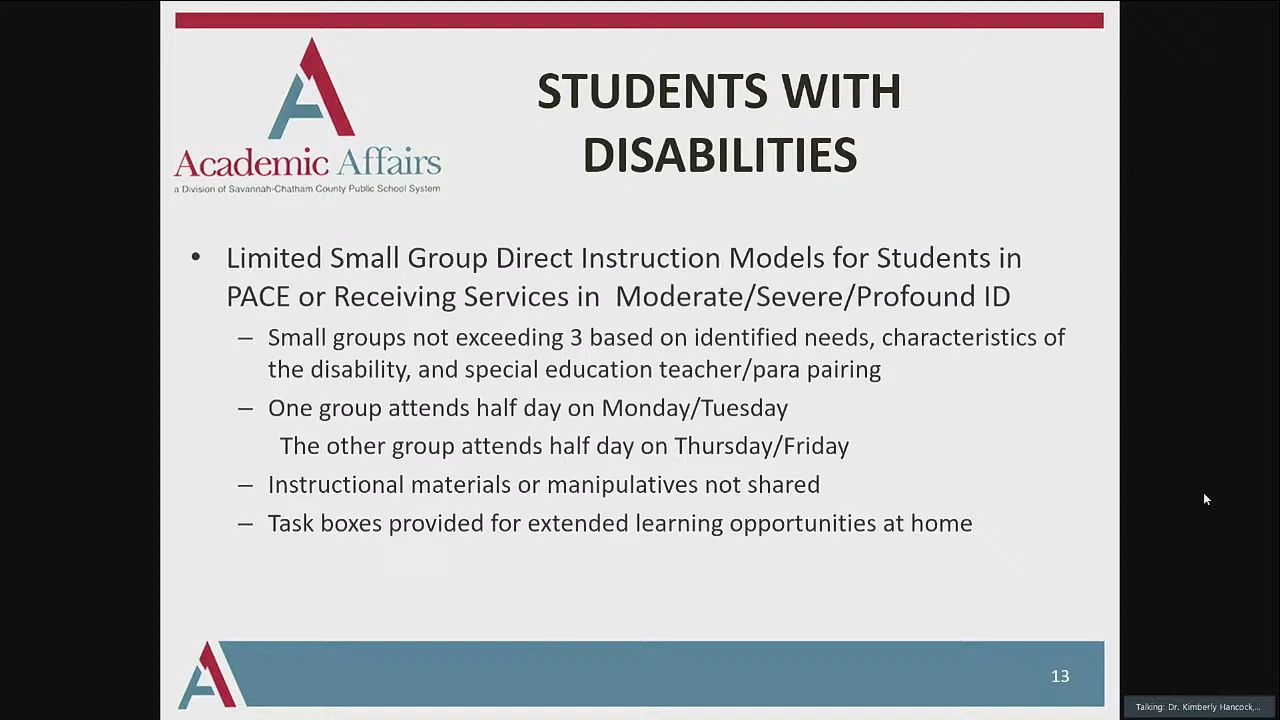 STUDENTS WITH
DISABILITIES
Academic Affairs
a Division of Savannah-Chatham County Public School System
• Limited Small Group Direct Instruction Models for Students in
PACE or Receiving Services in  Moderate/Severe/Profound ID
– Small groups not exceeding 3 based on identified needs, characteristics of
the disability, and special education teacher/para pairing
– One group attends half day on Monday/Tuesday
The other group attends half day on Thursday/Friday
– Instructional materials or manipulatives not shared
– Task boxes provided for extended learning opportunities at home
13
Talking: Dr. Kimberly Hancock,...